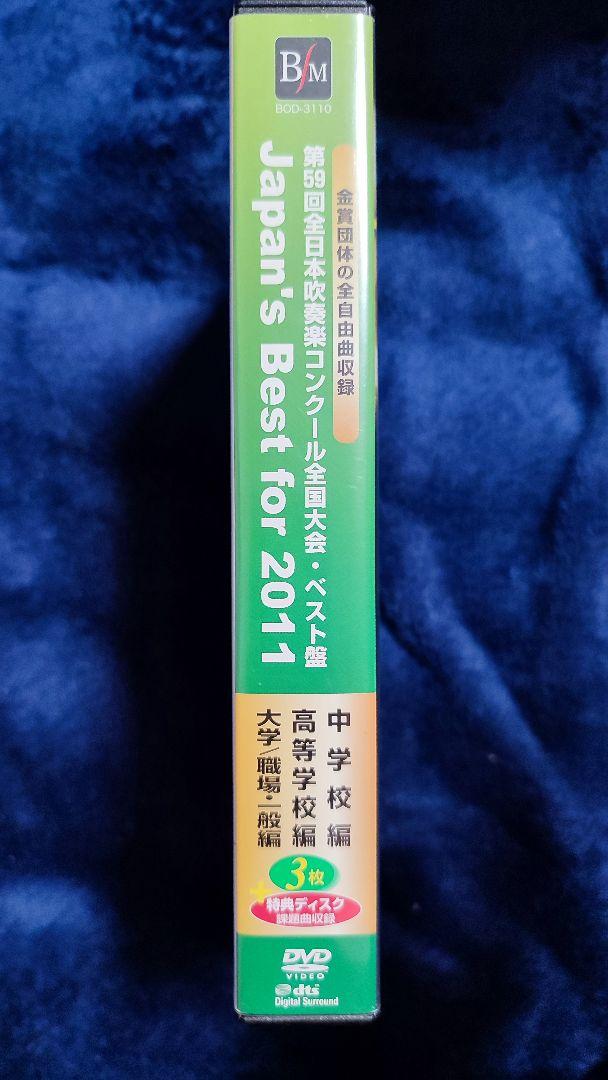 BM
BOD-3110
金賞団体の全自由曲収録
第59回全日本吹奏楽コンクール全国大会・ベスト盤
Japan's Best for 2011
中学校編
高等学校編
大学/職場・一般編
3枚
+
特典ディスク
課題曲収録
DVD
VIDEO
dts
Digital Surround